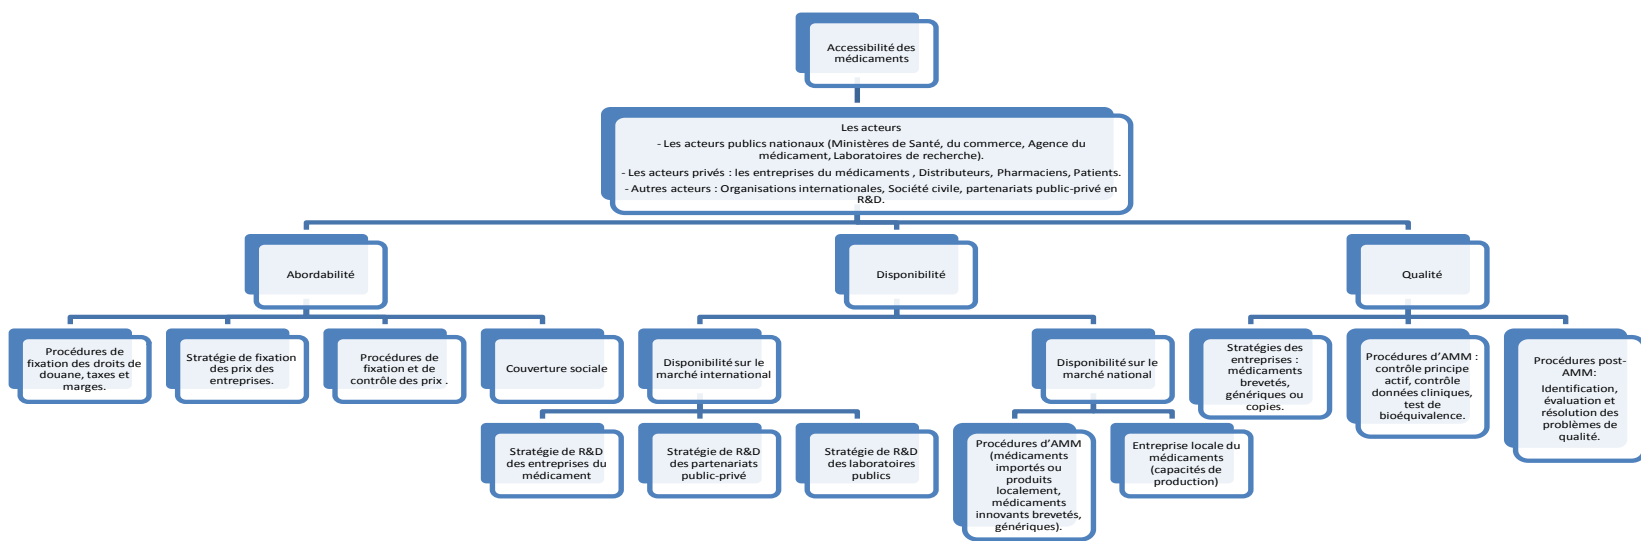 Accessibilité des
médicaments
Les acteurs
- Les acteurs publics nationaux (Ministères de Santé, du commerce, Agence du
médicament, Laboratoires de recherche).
- Les acteurs privés : les entreprises du médicaments , Distributeurs, Pharmaciens, Patients.
- Autres acteurs : Organisations internationales, Société civile, partenariats public-privé en
R&D.
Abordabilité
Disponibilité
Qualité
Procédures de
fixation des droits de
douane, taxes et
marges.
Stratégie de fixation
des prix des
entreprises.
Procédures de
fixation et de
contrôle des prix .
Couverture sociale
Disponibilité sur le
marché international
Disponibilité sur le
marché national
Stratégies des
entreprises :
médicaments
brevetés,
génériques ou
copies.
Procédures d'AMM :
contrôle principe
actif, contrôle
données cliniques,
test de
bioéquivalence.
Procédures post-
AMM:
Identification,
évaluation et
résolution des
problèmes de
qualité.
Stratégie de R&D
des entreprises du
médicament
Stratégie de R&D
des partenariats
public-privé
Stratégie de R&D
des laboratoires
publics
Procédures d'AMM
(médicaments
importés ou
produits
localement,
médicaments
innovants brevetés,
génériques).
Entreprise locale du
médicaments
(capacités de
production)